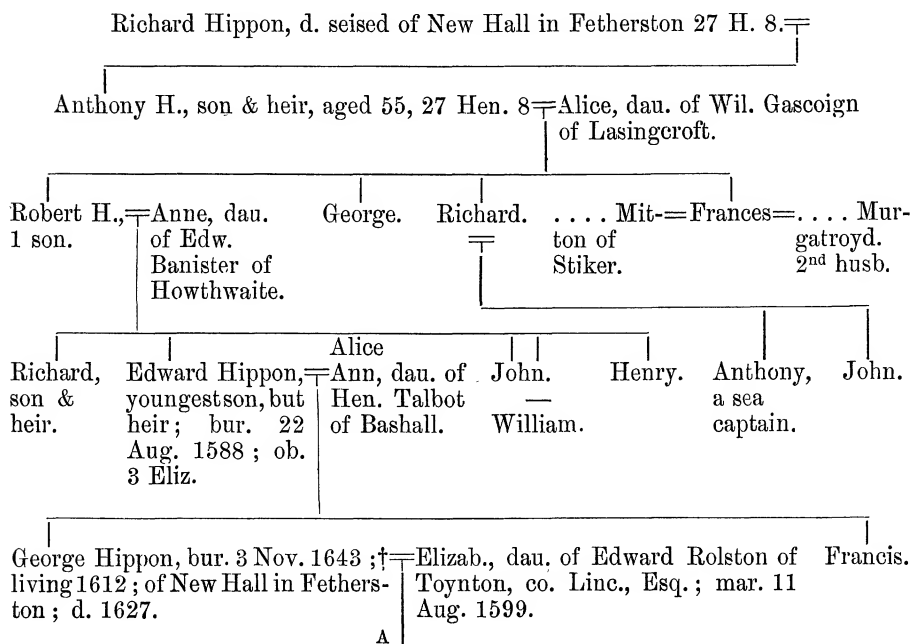 Richard Hippon, d. seised of New Hall in Fetherston 27 H. 8.
Anthony H., son & heir, aged 55, 27 Hen. 8 = Alice, dau. of Wil. Gascoign
of Lasingcroft.
Robert H.,
1 son.
Anne, dau.
of Edw.
Banister of
Howthwaite.
George.
Richard.
.... Mit-
ton of
Stiker.
Frances
.... Mur-
gatroyd.
2nd husb.
Richard,
son &
heir.
Edward Hippon,
youngest son, but
heir; bur. 22
Aug. 1588; ob.
3 Eliz.
Alice
Ann, dau. of
Hen. Talbot
of Bashall.
John.
—
William.
Henry.
Anthony,
a sea
captain.
John.
George Hippon, bur. 3 Nov. 1643;†
living 1612; of New Hall in Fethers-
ton; d. 1627.
Elizab., dau. of Edward Rolston of
Toynton, co. Linc., Esq.; mar. 11
Aug. 1599.
Francis.
A